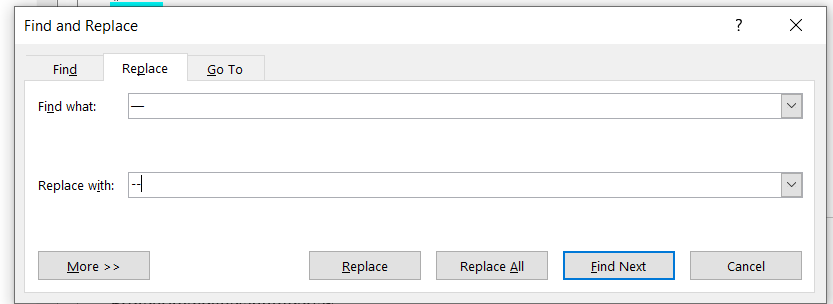 Find and Replace ?
Find Replace Go To
Find what: —
Replace with: --
More >> Replace Replace All Find Next Cancel